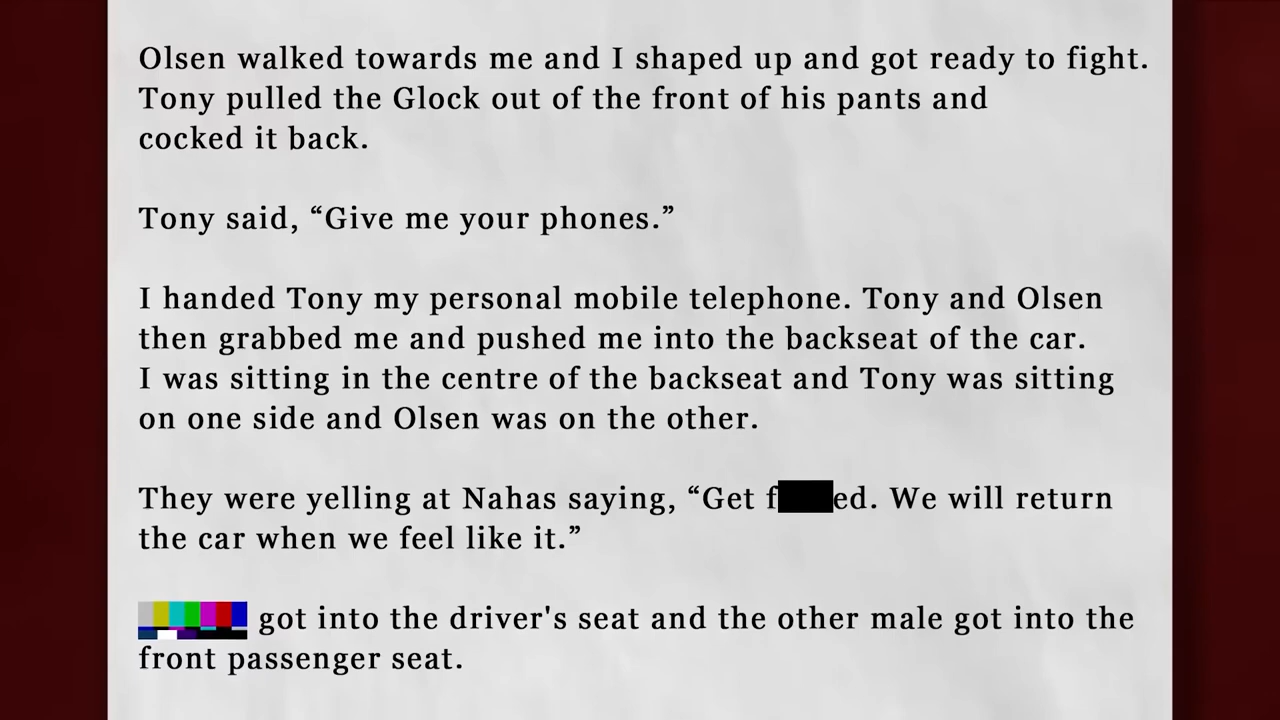 Olsen walked towards me and I shaped up and got ready to fight.
Tony pulled the Glock out of the front of his pants and
cocked it back.
Tony said, “Give me your phones.”
I handed Tony my personal mobile telephone. Tony and Olsen
then grabbed me and pushed me into the backseat of the car.
I was sitting in the centre of the backseat and Tony was sitting
on one side and Olsen was on the other.
They were yelling at Nahas saying, “Get f ed. We will return
the car when we feel like it.”
got into the driver's seat and the other male got into the
front passenger seat.